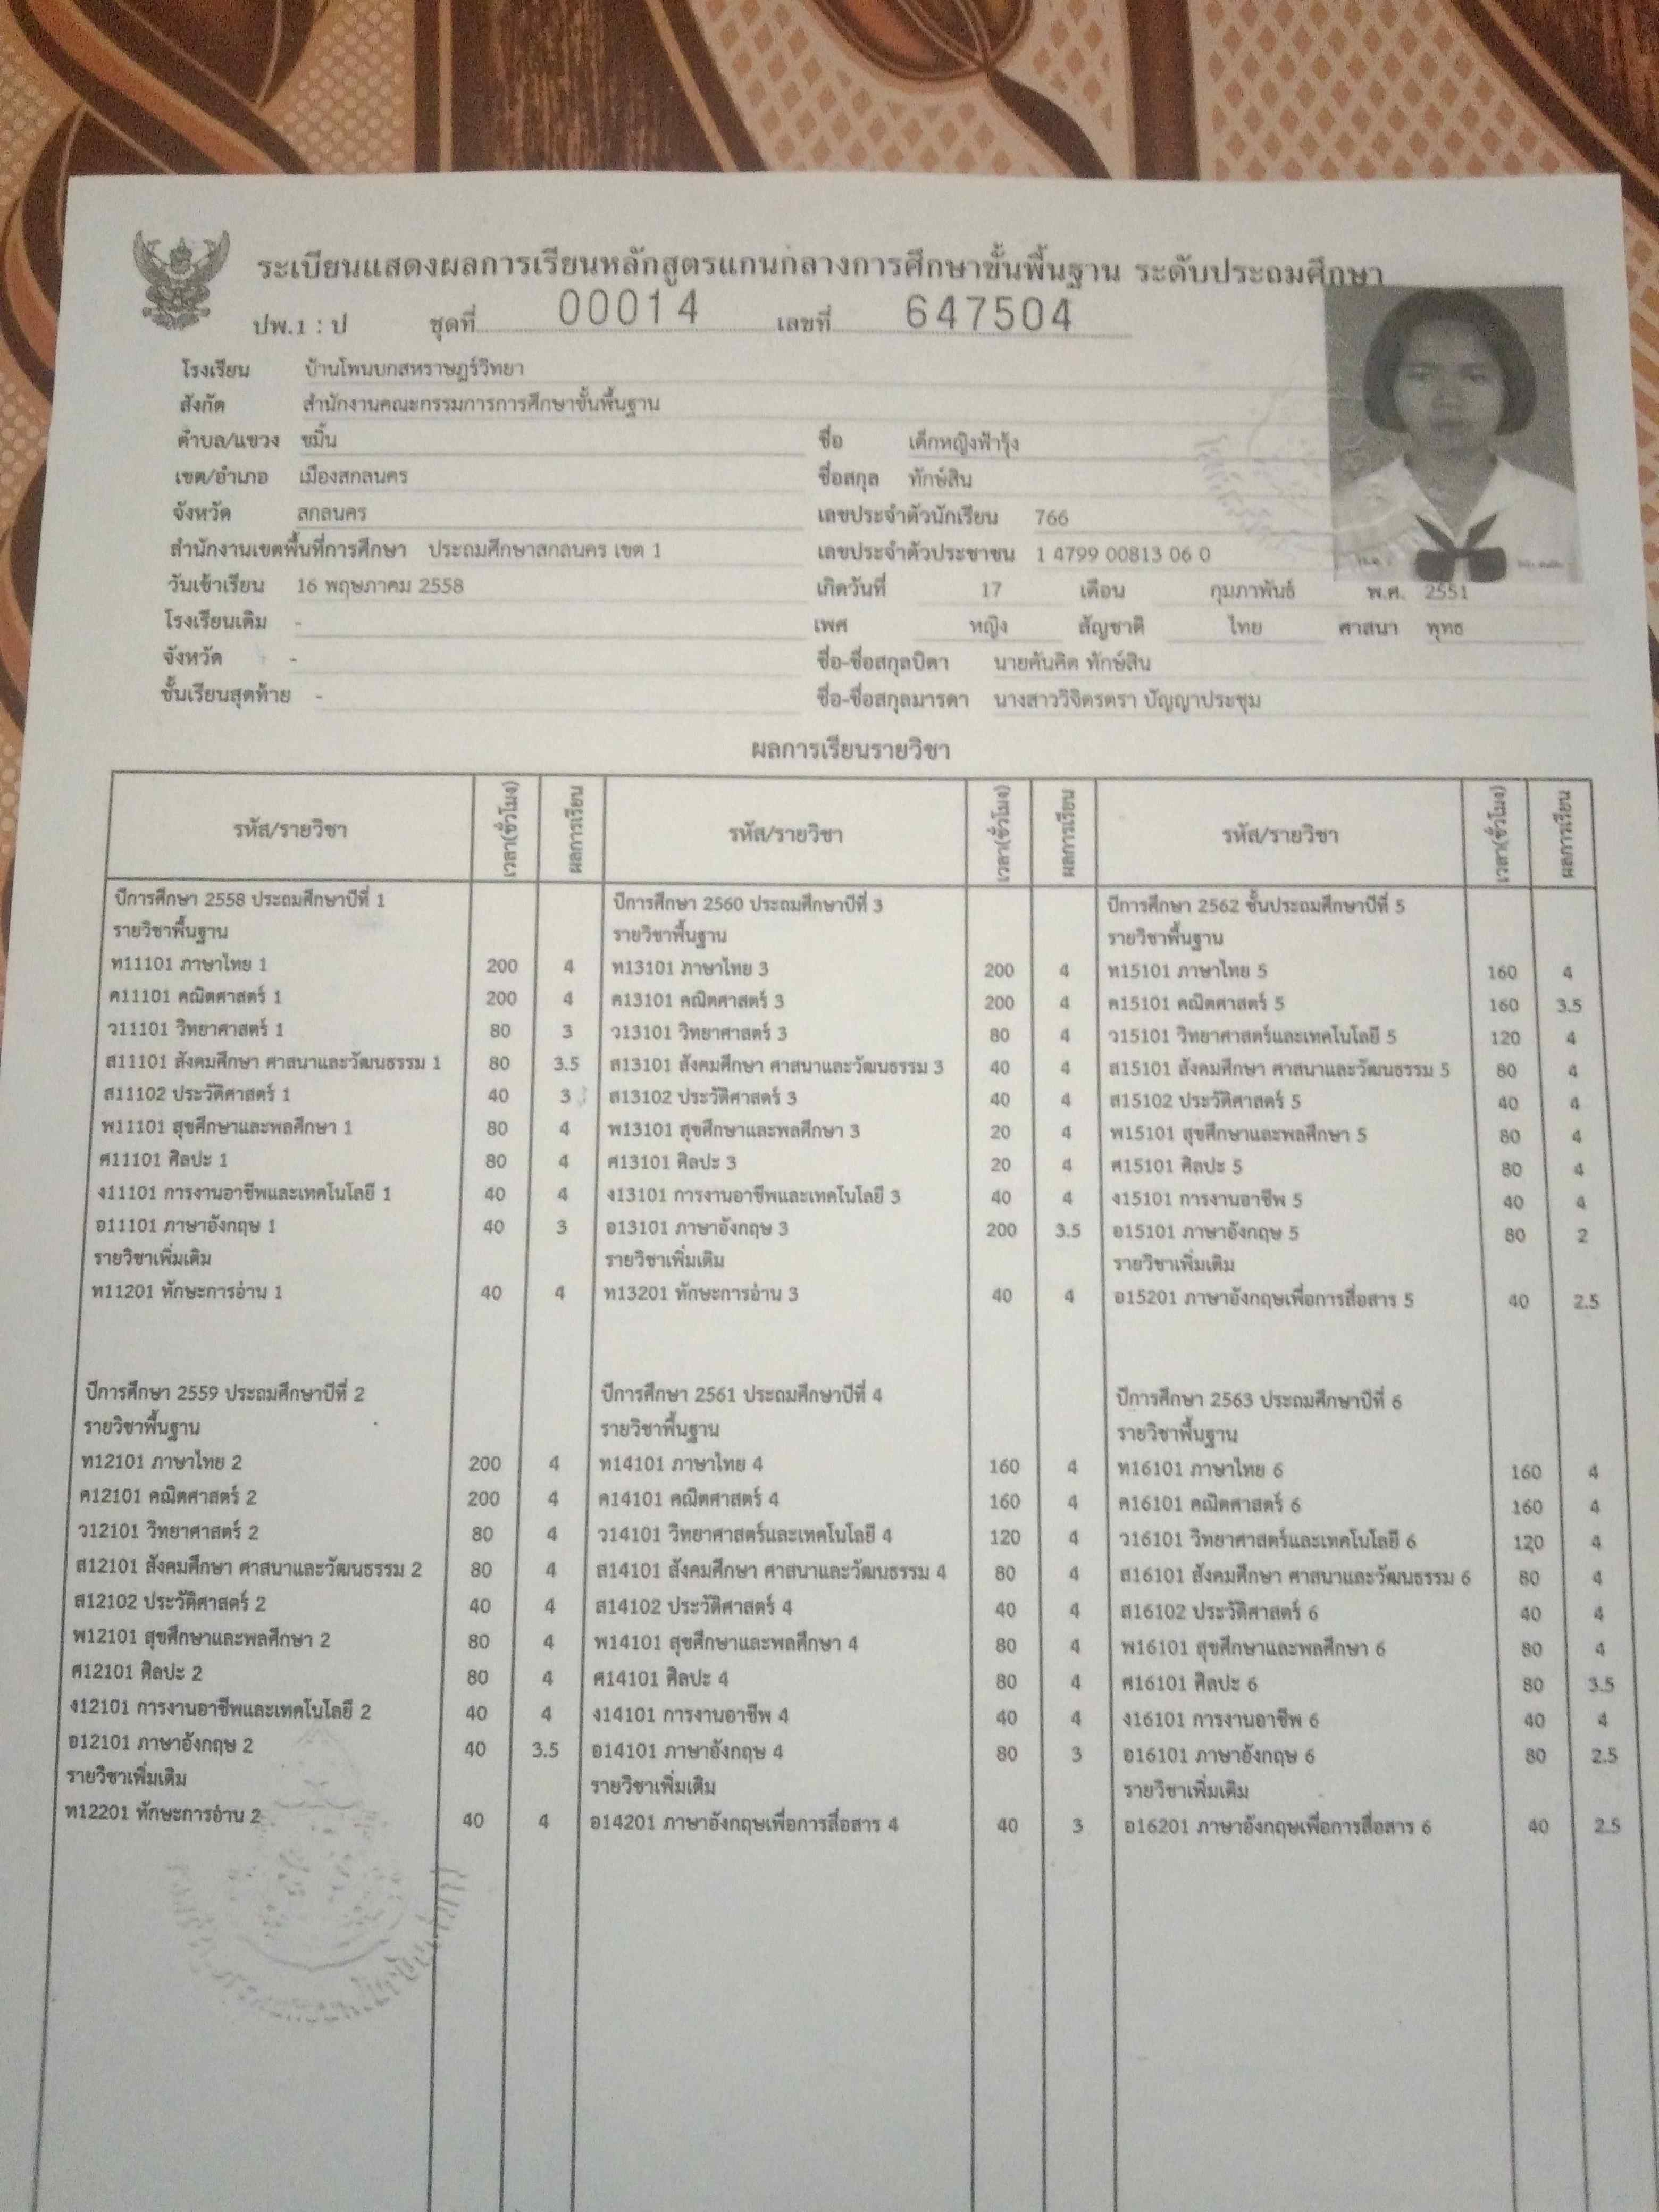 ระเบียนแสดงผลการเรียนหลักสูตรแกนกลางการศึกษาขั้นพื้นฐาน ระดับประถมศึกษา
ปพ.1 : ป ชุดที่ 00014 เลขที่ 647504
โรงเรียน บ้านโพนบกสหราษฎร์วิทยา
สังกัด สำนักงานคณะกรรมการการศึกษาขั้นพื้นฐาน
ตำบล/แขวง ขมิ้น
เขต/อำเภอ เมืองสกลนคร
จังหวัด สกลนคร
สำนักงานเขตพื้นที่การศึกษา ประถมศึกษาสกลนคร เขต 1
วันเข้าเรียน 16 พฤษภาคม 2558
โรงเรียนเดิม -
จังหวัด -
ชั้นเรียนสุดท้าย -
ชื่อ เด็กหญิงฟ้ารุ้ง
ชื่อสกุล ทักษ์สิน
เลขประจำตัวนักเรียน 766
เลขประจำตัวประชาชน 1 4799 00813 06 0
เกิดวันที่ 17 เดือน กุมภาพันธ์ พ.ศ. 2551
เพศ หญิง สัญชาติ ไทย ศาสนา พุทธ
ชื่อ-ชื่อสกุลบิดา นายคันคิด ทักษ์สิน
ชื่อ-ชื่อสกุลมารดา นางสาววิจิตรตรา ปัญญาประชุม
ผลการเรียนรายวิชา
รหัส/รายวิชา เวลา(ชั่วโมง) ผลการเรียน
ปีการศึกษา 2558 ประถมศึกษาปีที่ 1
รายวิชาพื้นฐาน
ท11101 ภาษาไทย 1 200 4
ค11101 คณิตศาสตร์ 1 200 4
ว11101 วิทยาศาสตร์ 1 80 3
ส11101 สังคมศึกษา ศาสนาและวัฒนธรรม 1 80 3.5
ส11102 ประวัติศาสตร์ 1 40 3
พ11101 สุขศึกษาและพลศึกษา 1 80 4
ศ11101 ศิลปะ 1 80 4
ง11101 การงานอาชีพและเทคโนโลยี 1 40 4
อ11101 ภาษาอังกฤษ 1 40 3
รายวิชาเพิ่มเติม
ท11201 ทักษะการอ่าน 1 40 4
ปีการศึกษา 2559 ประถมศึกษาปีที่ 2
รายวิชาพื้นฐาน
ท12101 ภาษาไทย 2 200 4
ค12101 คณิตศาสตร์ 2 200 4
ว12101 วิทยาศาสตร์ 2 80 4
ส12101 สังคมศึกษา ศาสนาและวัฒนธรรม 2 80 4
ส12102 ประวัติศาสตร์ 2 40 4
พ12101 สุขศึกษาและพลศึกษา 2 80 4
ศ12101 ศิลปะ 2 80 4
ง12101 การงานอาชีพและเทคโนโลยี 2 40 4
อ12101 ภาษาอังกฤษ 2 40 3.5
รายวิชาเพิ่มเติม
ท12201 ทักษะการอ่าน 2 40 4
รหัส/รายวิชา เวลา(ชั่วโมง) ผลการเรียน
ปีการศึกษา 2560 ประถมศึกษาปีที่ 3
รายวิชาพื้นฐาน
ท13101 ภาษาไทย 3 200 4
ค13101 คณิตศาสตร์ 3 200 4
ว13101 วิทยาศาสตร์ 3 80 4
ส13101 สังคมศึกษา ศาสนาและวัฒนธรรม 3 40 4
ส13102 ประวัติศาสตร์ 3 40 4
พ13101 สุขศึกษาและพลศึกษา 3 20 4
ศ13101 ศิลปะ 3 20 4
ง13101 การงานอาชีพและเทคโนโลยี 3 40 4
อ13101 ภาษาอังกฤษ 3 200 3.5
รายวิชาเพิ่มเติม
ท13201 ทักษะการอ่าน 3 40 4
ปีการศึกษา 2561 ประถมศึกษาปีที่ 4
รายวิชาพื้นฐาน
ท14101 ภาษาไทย 4 160 4
ค14101 คณิตศาสตร์ 4 160 4
ว14101 วิทยาศาสตร์และเทคโนโลยี 4 120 4
ส14101 สังคมศึกษา ศาสนาและวัฒนธรรม 4 80 4
ส14102 ประวัติศาสตร์ 4 40 4
พ14101 สุขศึกษาและพลศึกษา 4 80 4
ศ14101 ศิลปะ 4 80 4
ง14101 การงานอาชีพ 4 40 4
อ14101 ภาษาอังกฤษ 4 80 3
รายวิชาเพิ่มเติม
อ14201 ภาษาอังกฤษเพื่อการสื่อสาร 4 40 3
รหัส/รายวิชา เวลา(ชั่วโมง) ผลการเรียน
ปีการศึกษา 2562 ชั้นประถมศึกษาปีที่ 5
รายวิชาพื้นฐาน
ท15101 ภาษาไทย 5 160 4
ค15101 คณิตศาสตร์ 5 160 3.5
ว15101 วิทยาศาสตร์และเทคโนโลยี 5 120 4
ส15101 สังคมศึกษา ศาสนาและวัฒนธรรม 5 80 4
ส15102 ประวัติศาสตร์ 5 40 4
พ15101 สุขศึกษาและพลศึกษา 5 80 4
ศ15101 ศิลปะ 5 80 4
ง15101 การงานอาชีพ 5 40 4
อ15101 ภาษาอังกฤษ 5 80 2
รายวิชาเพิ่มเติม
อ15201 ภาษาอังกฤษเพื่อการสื่อสาร 5 40 2.5
ปีการศึกษา 2563 ประถมศึกษาปีที่ 6
รายวิชาพื้นฐาน
ท16101 ภาษาไทย 6 160 4
ค16101 คณิตศาสตร์ 6 160 4
ว16101 วิทยาศาสตร์และเทคโนโลยี 6 120 4
ส16101 สังคมศึกษา ศาสนาและวัฒนธรรม 6 80 4
ส16102 ประวัติศาสตร์ 6 40 4
พ16101 สุขศึกษาและพลศึกษา 6 80 4
ศ16101 ศิลปะ 6 80 3.5
ง16101 การงานอาชีพ 6 40 4
อ16101 ภาษาอังกฤษ 6 80 2.5
รายวิชาเพิ่มเติม
อ16201 ภาษาอังกฤษเพื่อการสื่อสาร 6 40 2.5